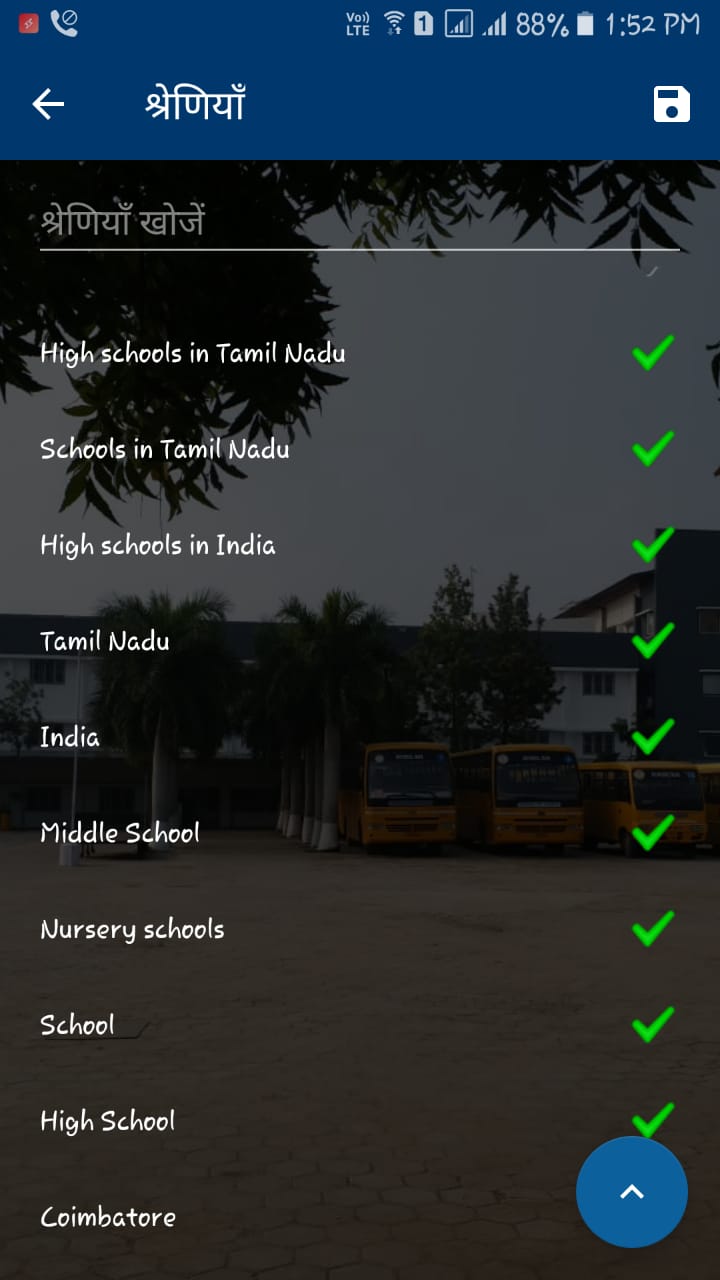 Vo))
LTE
1
88%
1:52 PM
श्रेणियाँ
श्रेणियाँ खोजें
High schools in Tamil Nadu
Schools in Tamil Nadu
High schools in India
Tamil Nadu
India
Middle School
Nursery schools
School
High School
Coimbatore